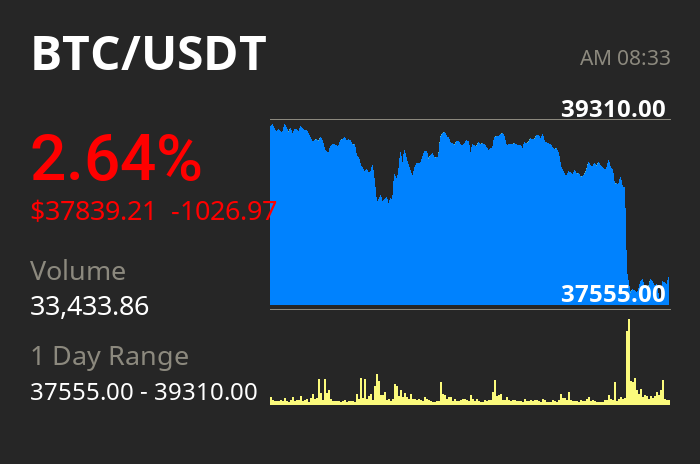 BTC/USDT
AM 08:33
39310.00
2.64%
$37839.21 -1026.97
Volume
33,433.86
37555.00
1 Day Range
37555.00 - 39310.00